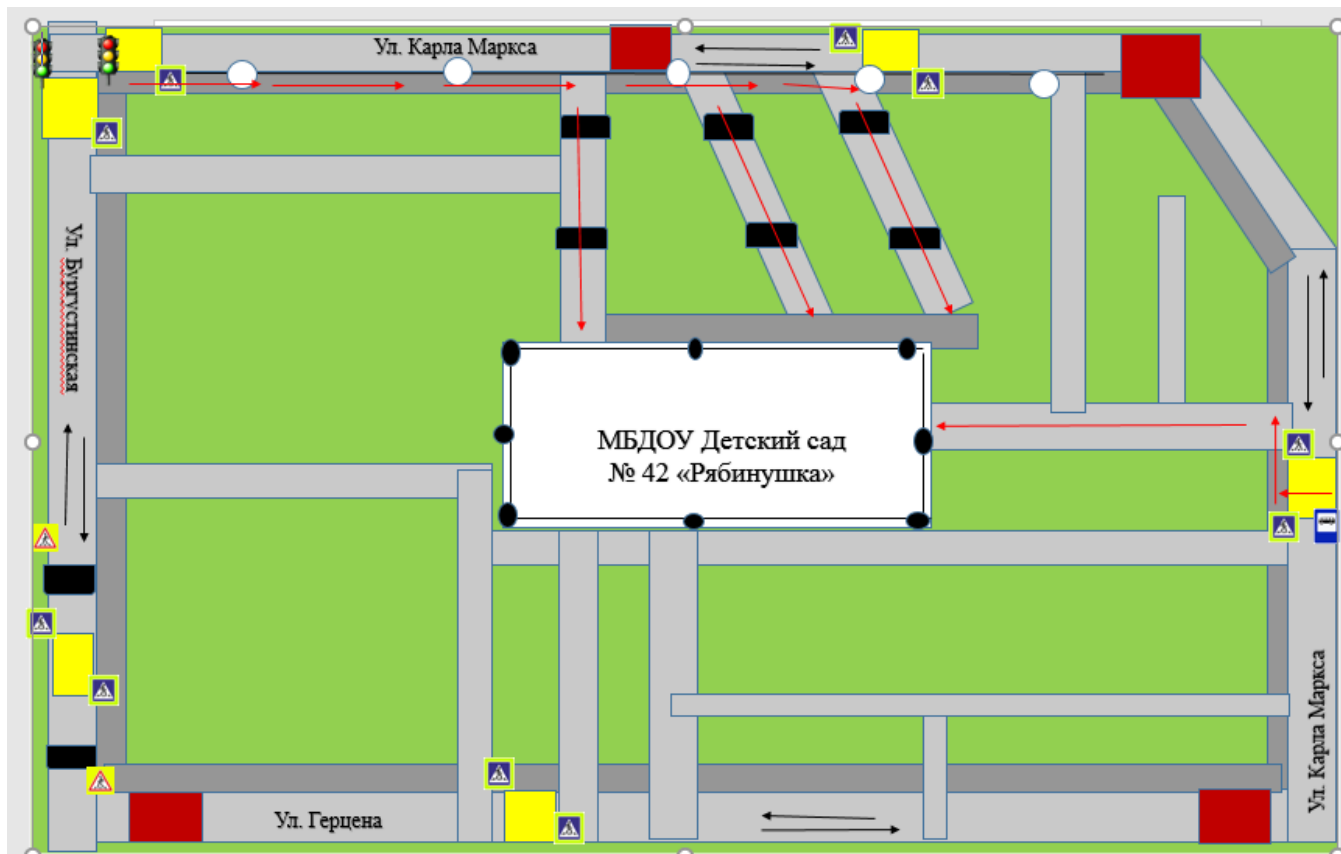 Ул. Карла Маркса
Ул. Бургустинская
МБДОУ Детский сад
№ 42 «Рябинушка»
Ул. Герцена
Ул. Карла Маркса